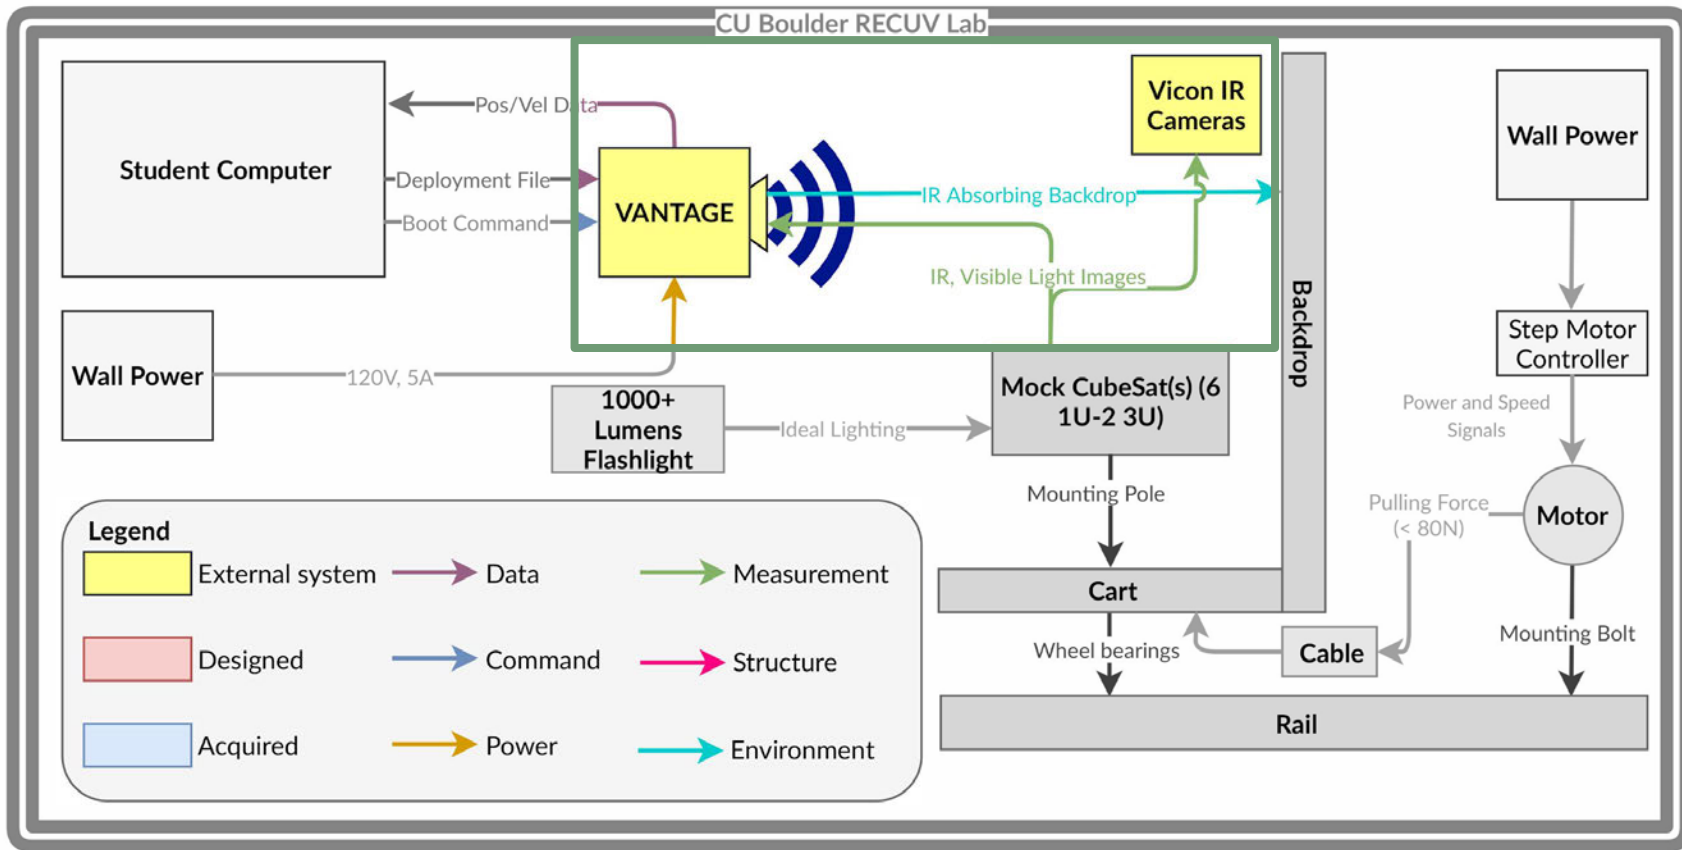 CU Boulder RECUV Lab
Student Computer
Pos/Vel Data
Deployment File
Boot Command
VANTAGE
Vicon IR
Cameras
IR Absorbing Backdrop
IR, Visible Light Images
Backdrop
Wall Power
Step Motor
Controller
Power and Speed
Signals
Motor
Pulling Force
(< 80N)
Mounting Bolt
Wall Power
120V, 5A
1000+
Lumens
Flashlight
Ideal Lighting
Mock CubeSat(s) (6
1U-2 3U)
Mounting Pole
Cart
Wheel bearings
Cable
Rail
Legend
External system
Data
Measurement
Designed
Command
Structure
Acquired
Power
Environment